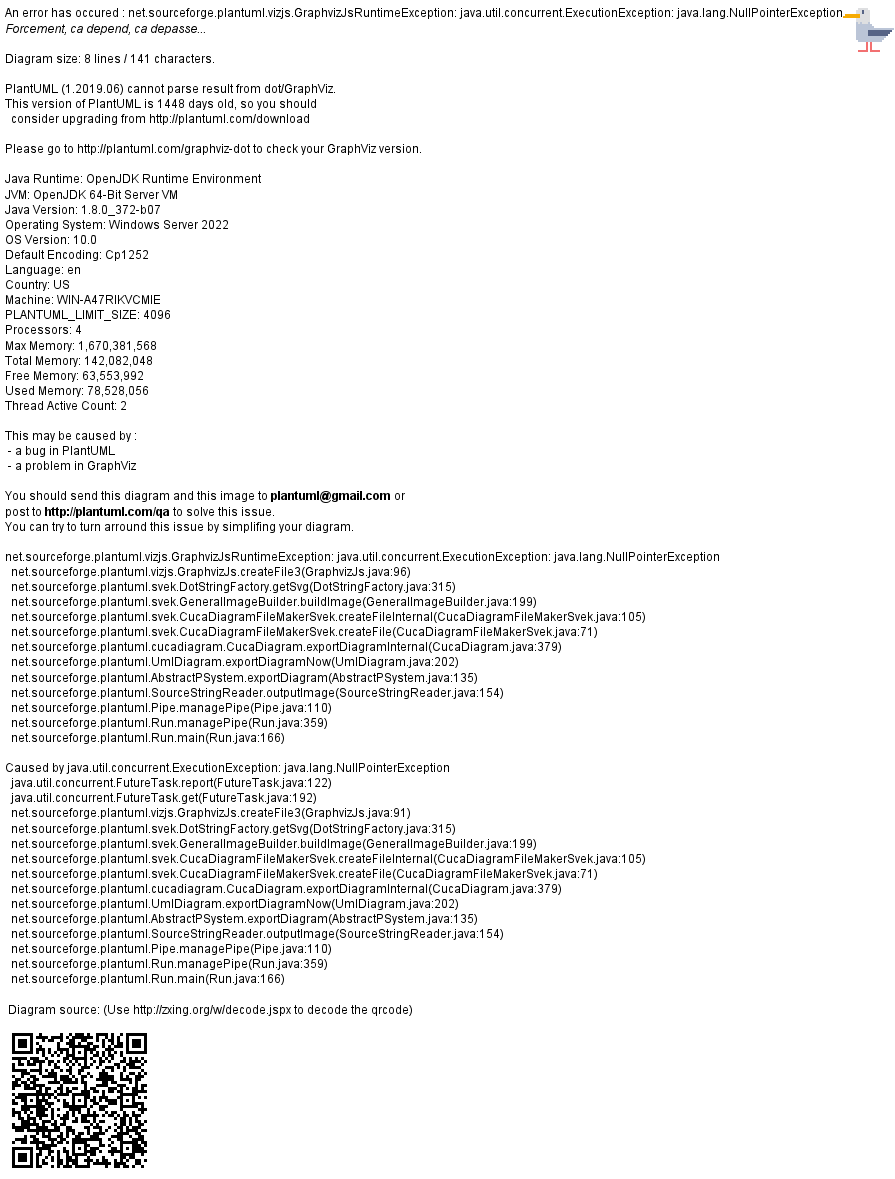 An error has occured : net.sourceforge.plantuml.vizjs.GraphvizJsRuntimeException: java.util.concurrent.ExecutionException: java.lang.NullPointerException
Forcement, ca depend, ca depasse...
Diagram size: 8 lines / 141 characters.
PlantUML (1.2019.06) cannot parse result from dot/GraphViz.
This version of PlantUML is 1448 days old, so you should
consider upgrading from http://plantuml.com/download
Please go to http://plantuml.com/graphviz-dot to check your GraphViz version.
Java Runtime: OpenJDK Runtime Environment
JVM: OpenJDK 64-Bit Server VM
Java Version: 1.8.0_372-b07
Operating System: Windows Server 2022
OS Version: 10.0
Default Encoding: Cp1252
Language: en
Country: US
Machine: WIN-A47RIKVCMIE
PLANTUML_LIMIT_SIZE: 4096
Processors: 4
Max Memory: 1,670,381,568
Total Memory: 142,082,048
Free Memory: 63,553,992
Used Memory: 78,528,056
Thread Active Count: 2
This may be caused by :
- a bug in PlantUML
- a problem in GraphViz
You should send this diagram and this image to plantuml@gmail.com or
post to http://plantuml.com/qa to solve this issue.
You can try to turn arround this issue by simplifing your diagram.
net.sourceforge.plantuml.vizjs.GraphvizJsRuntimeException: java.util.concurrent.ExecutionException: java.lang.NullPointerException
net.sourceforge.plantuml.vizjs.GraphvizJs.createFile3(GraphvizJs.java:96)
net.sourceforge.plantuml.svek.DotStringFactory.getSvg(DotStringFactory.java:315)
net.sourceforge.plantuml.svek.GeneralImageBuilder.buildImage(GeneralImageBuilder.java:199)
net.sourceforge.plantuml.svek.CucaDiagramFileMakerSvek.createFileInternal(CucaDiagramFileMakerSvek.java:105)
net.sourceforge.plantuml.svek.CucaDiagramFileMakerSvek.createFile(CucaDiagramFileMakerSvek.java:71)
net.sourceforge.plantuml.cucadiagram.CucaDiagram.exportDiagramInternal(CucaDiagram.java:379)
net.sourceforge.plantuml.UmlDiagram.exportDiagramNow(UmlDiagram.java:202)
net.sourceforge.plantuml.AbstractPSystem.exportDiagram(AbstractPSystem.java:135)
net.sourceforge.plantuml.SourceStringReader.outputImage(SourceStringReader.java:154)
net.sourceforge.plantuml.Pipe.managePipe(Pipe.java:110)
net.sourceforge.plantuml.Run.managePipe(Run.java:359)
net.sourceforge.plantuml.Run.main(Run.java:166)
Caused by java.util.concurrent.ExecutionException: java.lang.NullPointerException
java.util.concurrent.FutureTask.report(FutureTask.java:122)
java.util.concurrent.FutureTask.get(FutureTask.java:192)
net.sourceforge.plantuml.vizjs.GraphvizJs.createFile3(GraphvizJs.java:91)
net.sourceforge.plantuml.svek.DotStringFactory.getSvg(DotStringFactory.java:315)
net.sourceforge.plantuml.svek.GeneralImageBuilder.buildImage(GeneralImageBuilder.java:199)
net.sourceforge.plantuml.svek.CucaDiagramFileMakerSvek.createFileInternal(CucaDiagramFileMakerSvek.java:105)
net.sourceforge.plantuml.svek.CucaDiagramFileMakerSvek.createFile(CucaDiagramFileMakerSvek.java:71)
net.sourceforge.plantuml.cucadiagram.CucaDiagram.exportDiagramInternal(CucaDiagram.java:379)
net.sourceforge.plantuml.UmlDiagram.exportDiagramNow(UmlDiagram.java:202)
net.sourceforge.plantuml.AbstractPSystem.exportDiagram(AbstractPSystem.java:135)
net.sourceforge.plantuml.SourceStringReader.outputImage(SourceStringReader.java:154)
net.sourceforge.plantuml.Pipe.managePipe(Pipe.java:110)
net.sourceforge.plantuml.Run.managePipe(Run.java:359)
net.sourceforge.plantuml.Run.main(Run.java:166)
Diagram source: (Use http://zxing.org/w/decode.jspx to decode the qrcode)